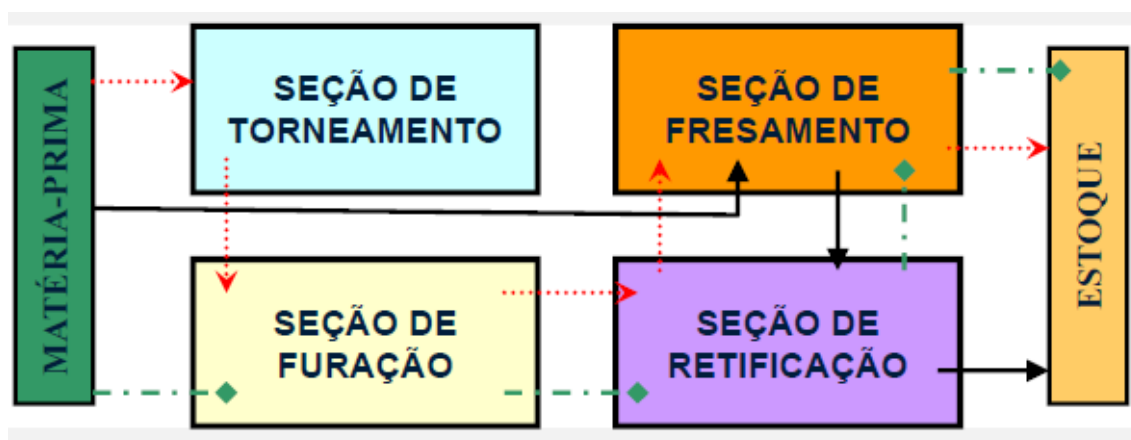 MATÉRIA-PRIMA
SEÇÃO DE
TORNEAMENTO
SEÇÃO DE
FRESAMENTO
SEÇÃO DE
FURAÇÃO
SEÇÃO DE
RETIFICAÇÃO
ESTOQUE